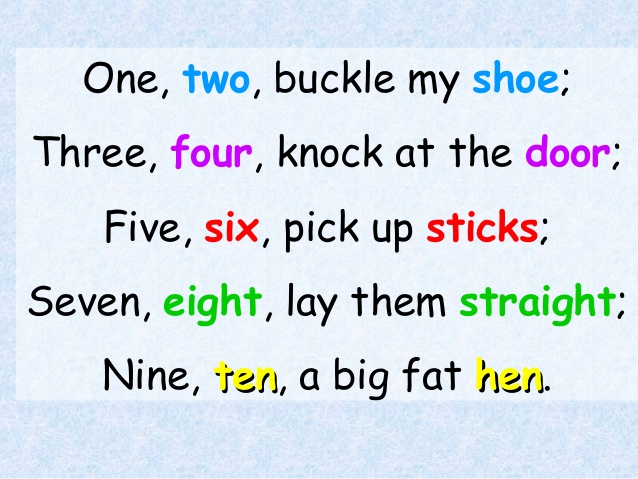 One, two, buckle my shoe;
Three, four, knock at the door;
Five, six, pick up sticks;
Seven, eight, lay them straight;
Nine, ten, a big fat hen.